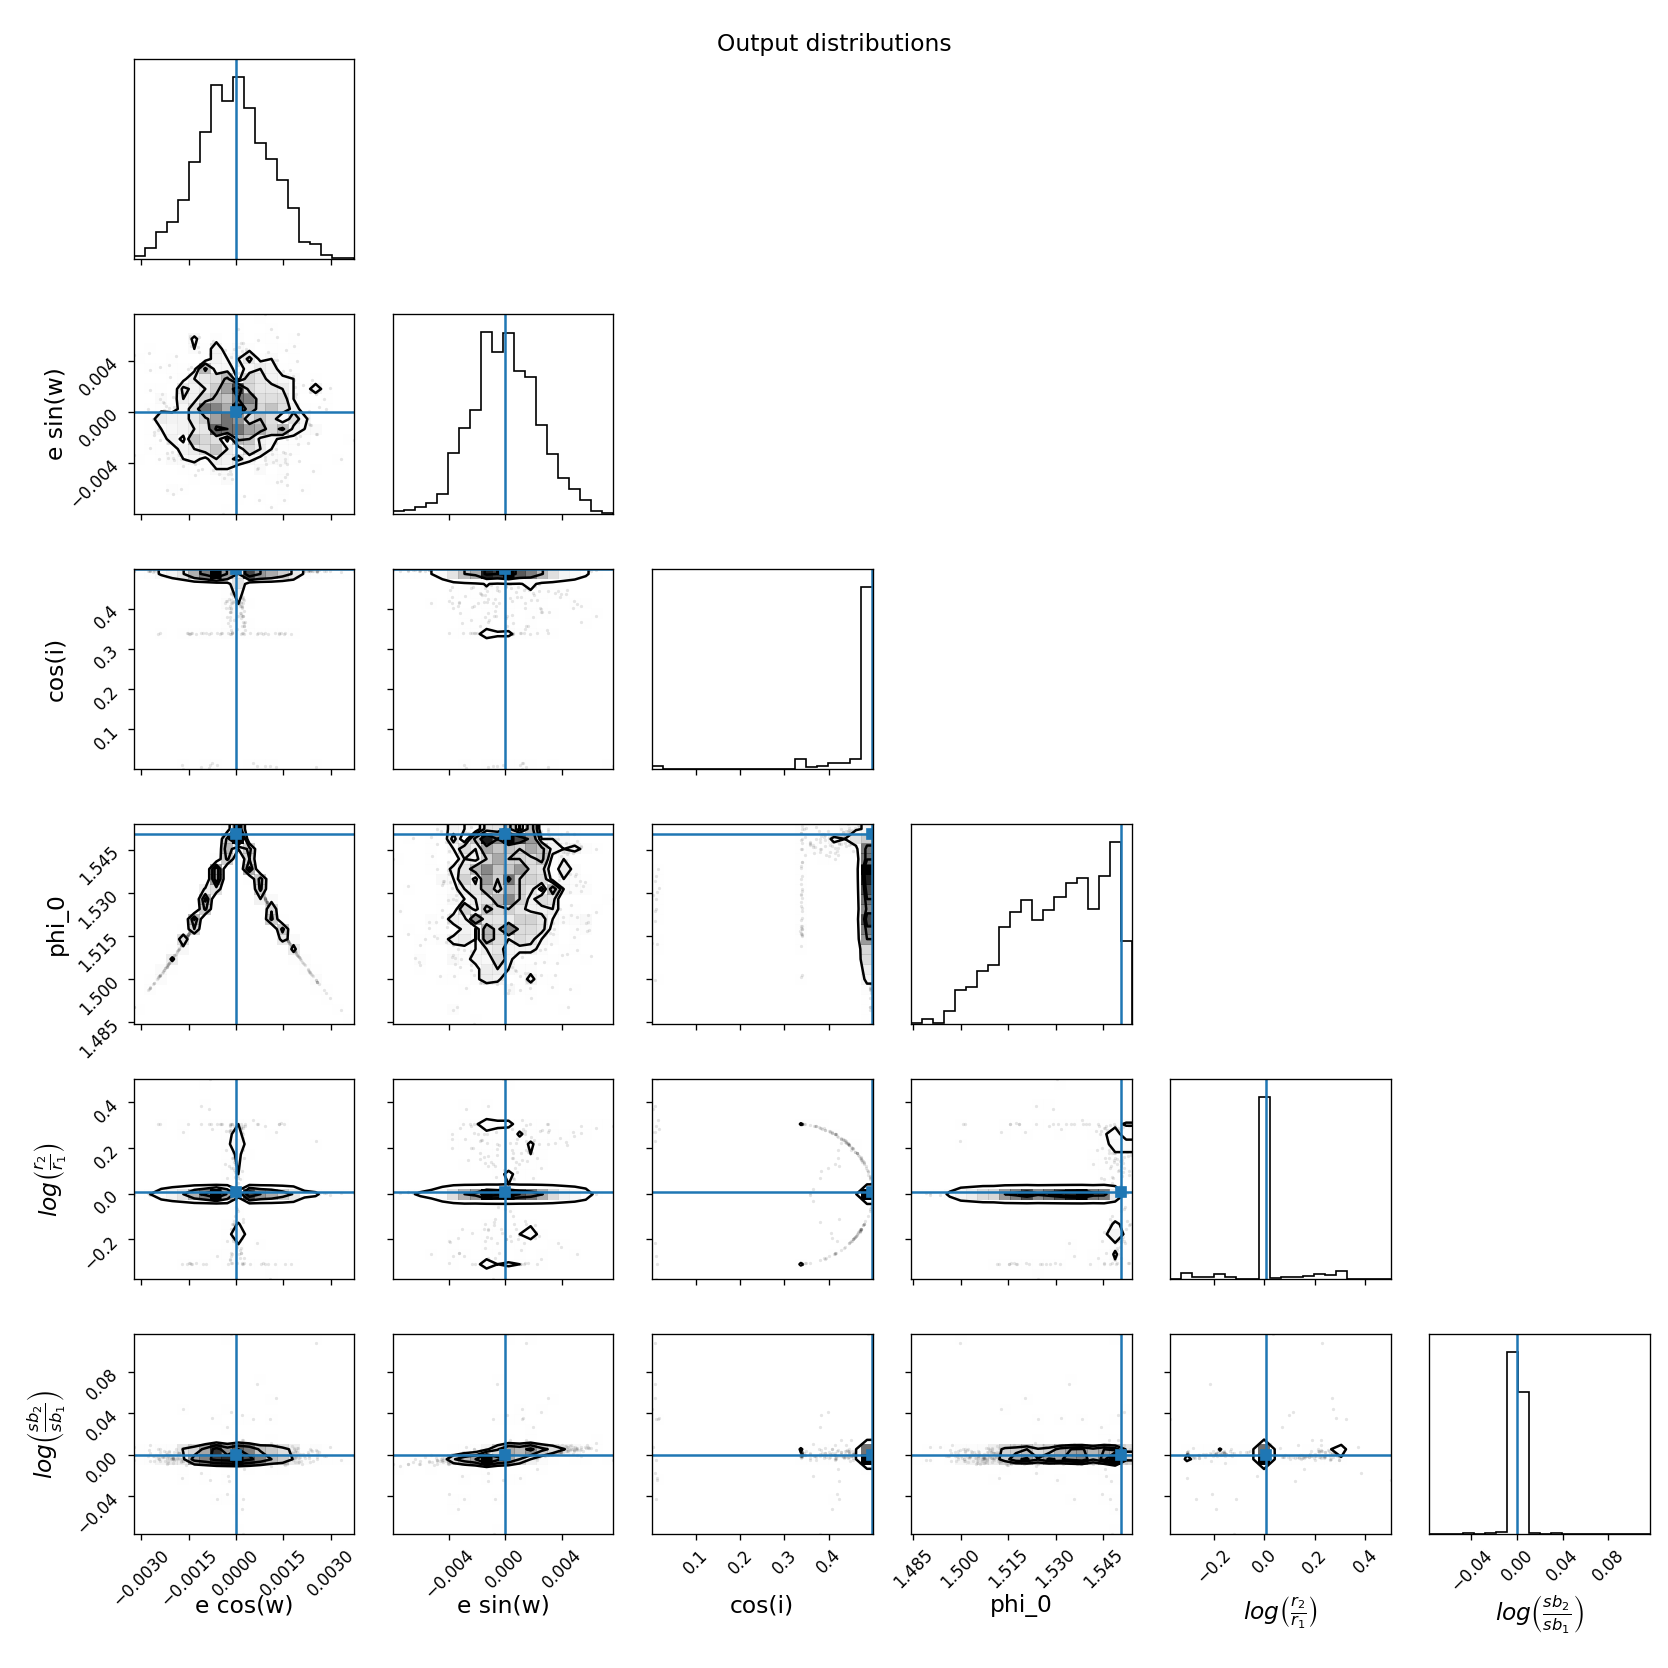 Output distributions
e sin(w)
0.004
0.000
−0.004
cos(i)
0.4
0.3
0.2
0.1
phi_0
1.545
1.530
1.515
1.500
1.485
log(r₂/r₁)
0.4
0.2
0.0
−0.2
log(sb₂/sb₁)
0.08
0.04
0.00
−0.04
−0.0030 −0.0015 0.0000 0.0015 0.0030
−0.004 0.000 0.004
0.1 0.2 0.3 0.4
1.485 1.500 1.515 1.530 1.545
−0.2 0.0 0.2 0.4
−0.04 0.00 0.04 0.08
e cos(w) e sin(w) cos(i) phi_0 log(r₂/r₁) log(sb₂/sb₁)